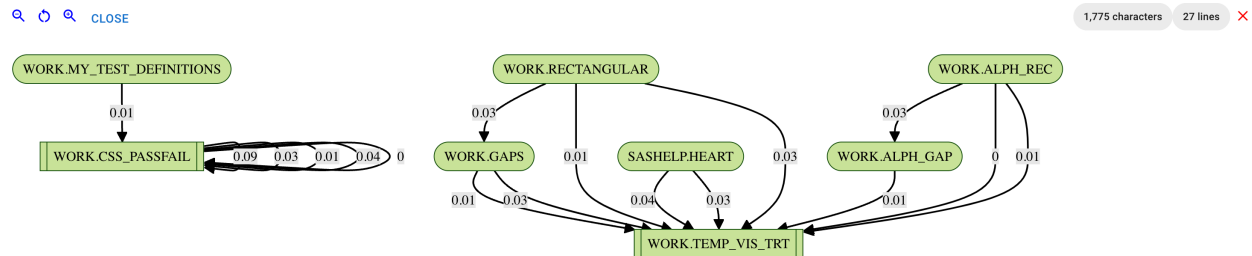 CLOSE
1,775 characters
27 lines
WORK.MY_TEST_DEFINITIONS
WORK.RECTANGULAR
WORK.ALPH_REC
0.01
0.03
0.03
WORK.CSS_PASSFAIL
0.09
0.03
0.01
0.04
0
WORK.GAPS
0.01
SASHELP.HEART
0.03
WORK.ALPH_GAP
0
0.01
0.01
0.03
0.04
0.03
0.01
WORK.TEMP_VIS_TRT